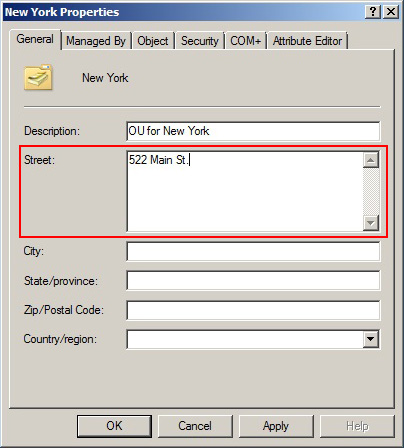 New York Properties
General Managed By Object Security COM+ Attribute Editor
New York
Description: OU for New York
Street: 522 Main St.
City:
State/province:
Zip/Postal Code:
Country/region:
OK Cancel Apply Help